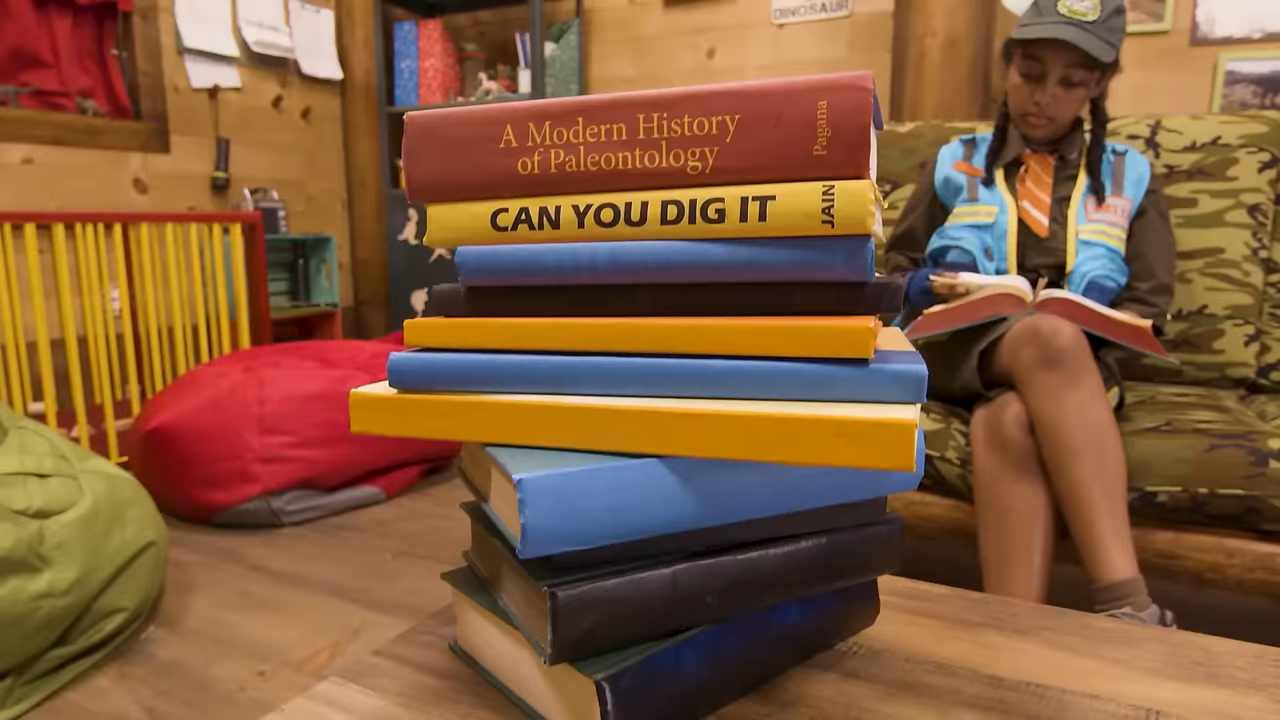 DINOSAUR
A Modern History
of Paleontology
Pagana
CAN YOU DIG IT
JAIN